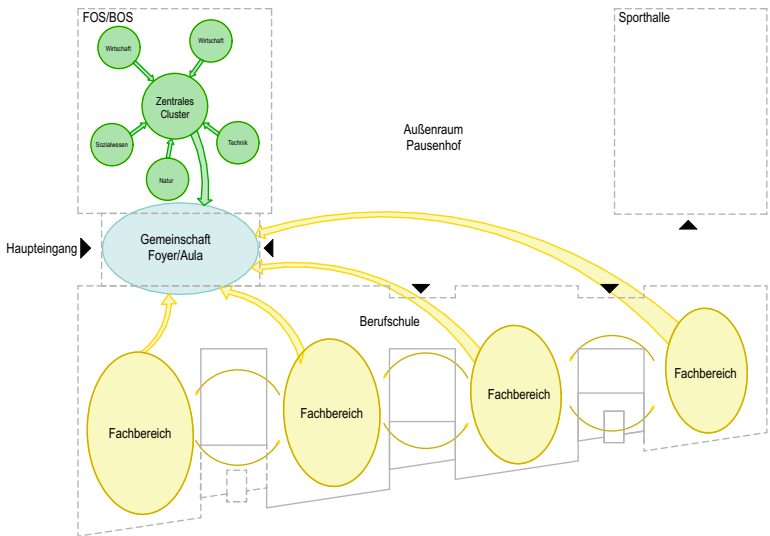 FOS/BOS
Sporthalle
Wirtschaft
Wirtschaft
Zentrales
Cluster
Sozialwesen
Technik
Natur
Außenraum
Pausenhof
Haupteingang
Gemeinschaft
Foyer/Aula
Berufschule
Fachbereich
Fachbereich
Fachbereich
Fachbereich